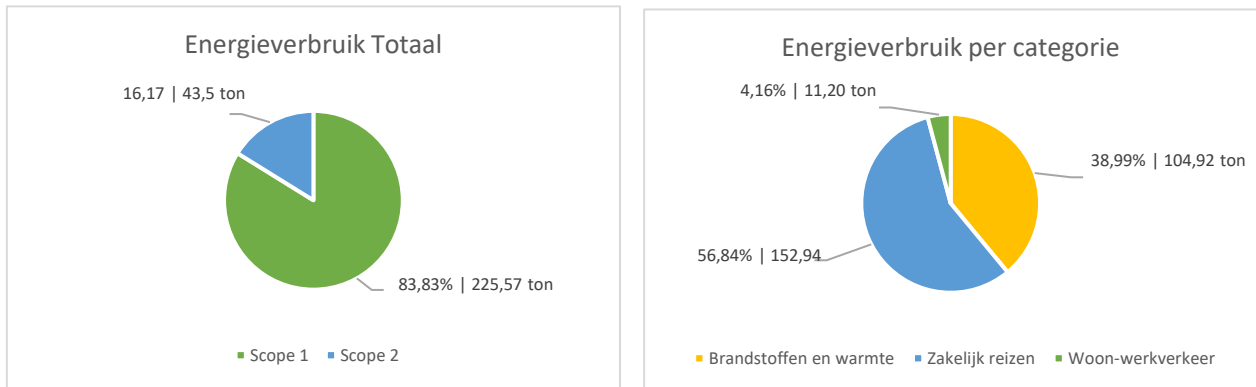 Energieverbruik Totaal
16,17 | 43,5 ton
83,83% | 225,57 ton
Scope 1 Scope 2
Energieverbruik per categorie
4,16% | 11,20 ton
38,99% | 104,92 ton
56,84% | 152,94
Brandstoffen en warmte Zakelijk reizen Woon-werkverkeer